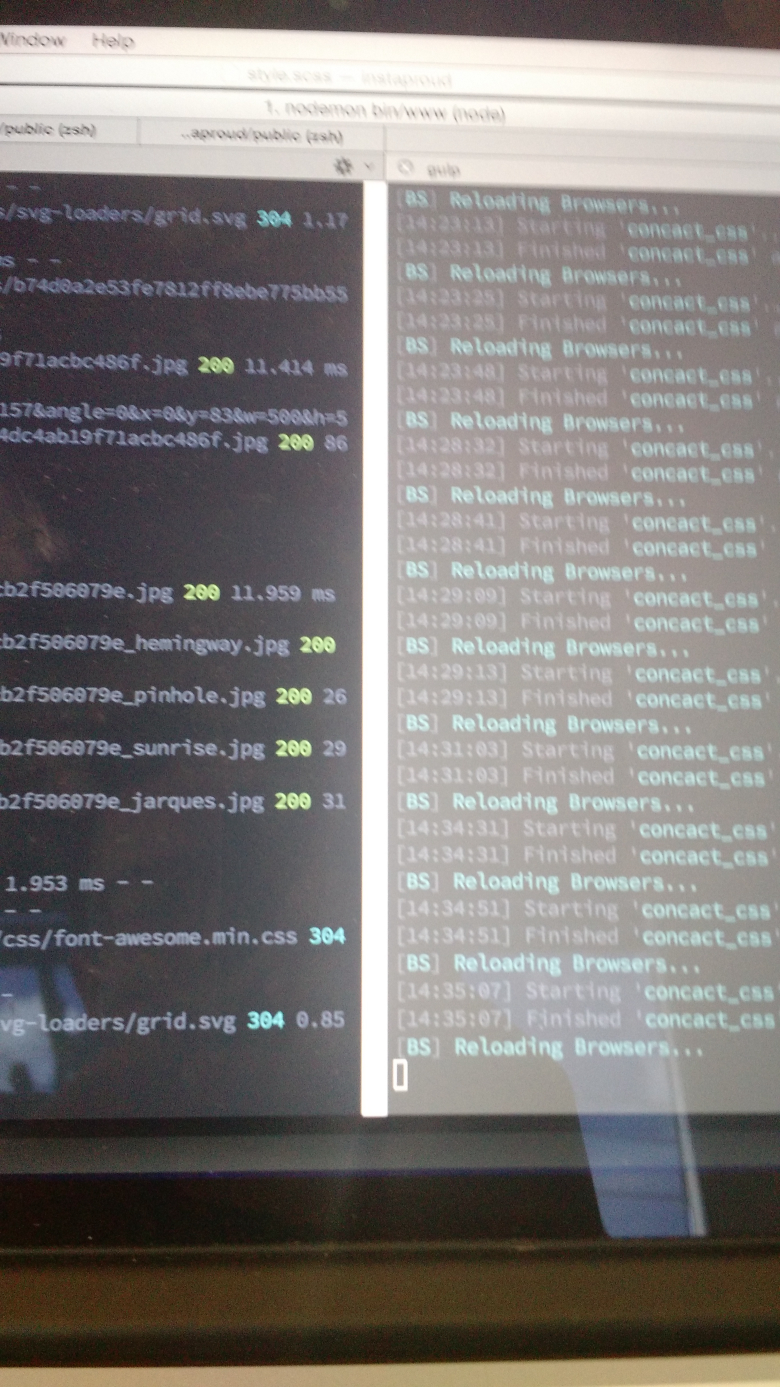 Window Help
style.scss — instaproud
1. nodemon bin/www (node)
/public (zsh) ..aproud/public (zsh)
gulp
- -
s/svg-loaders/grid.svg 304 1.17
ms - -
/b74d0a2e53fe7812ff8ebe775bb55
9f71acbc486f.jpg 200 11.414 ms
157&angle=0&x=0&y=83&w=500&h=5
4dc4ab19f71acbc486f.jpg 200 86
cb2f506079e.jpg 200 11.959 ms
cb2f506079e_hemingway.jpg 200
b2f506079e_pinhole.jpg 200 26
b2f506079e_sunrise.jpg 200 29
b2f506079e_jarques.jpg 200 31
1.953 ms - -
- -
/css/font-awesome.min.css 304
-
vg-loaders/grid.svg 304 0.85
[BS] Reloading Browsers...
[14:23:13] Starting 'concact_css'.
[14:23:13] Finished 'concact_css'
[BS] Reloading Browsers...
[14:23:25] Starting 'concact_css'.
[14:23:25] Finished 'concact_css'
[BS] Reloading Browsers...
[14:23:48] Starting 'concact_css'.
[14:23:48] Finished 'concact_css'
[BS] Reloading Browsers...
[14:28:32] Starting 'concact_css'.
[14:28:32] Finished 'concact_css'
[BS] Reloading Browsers...
[14:28:41] Starting 'concact_css'.
[14:28:41] Finished 'concact_css'
[BS] Reloading Browsers...
[14:29:09] Starting 'concact_css'.
[14:29:09] Finished 'concact_css'
[BS] Reloading Browsers...
[14:29:13] Starting 'concact_css'.
[14:29:13] Finished 'concact_css'
[BS] Reloading Browsers...
[14:31:03] Starting 'concact_css'
[14:31:03] Finished 'concact_css'
[BS] Reloading Browsers...
[14:34:31] Starting 'concact_css'
[14:34:31] Finished 'concact_css'
[BS] Reloading Browsers...
[14:34:51] Starting 'concact_css'
[14:34:51] Finished 'concact_css'
[BS] Reloading Browsers...
[14:35:07] Starting 'concact_css'
[14:35:07] Finished 'concact_css
[BS] Reloading Browsers...